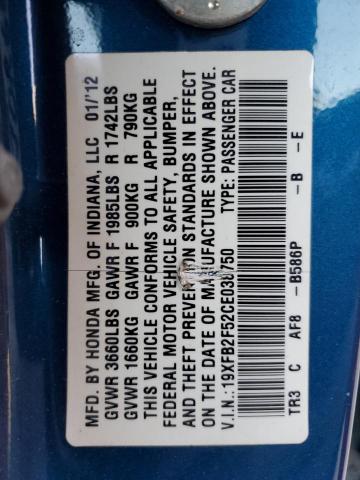 MFD. BY HONDA MFG. OF INDIANA, LLC 01/'12
GVWR 3660LBS GAWR F 1985LBS R 1742LBS
GVWR 1660KG GAWR F 900KG R 790KG
THIS VEHICLE CONFORMS TO ALL APPLICABLE
FEDERAL MOTOR VEHICLE SAFETY, BUMPER,
AND THEFT PREVENTION STANDARDS IN EFFECT
ON THE DATE OF MANUFACTURE SHOWN ABOVE.
V.I.N.: 19XFB2F52CE038750 TYPE: PASSENGER CAR
TR3 C AF8 -B586P -B -E